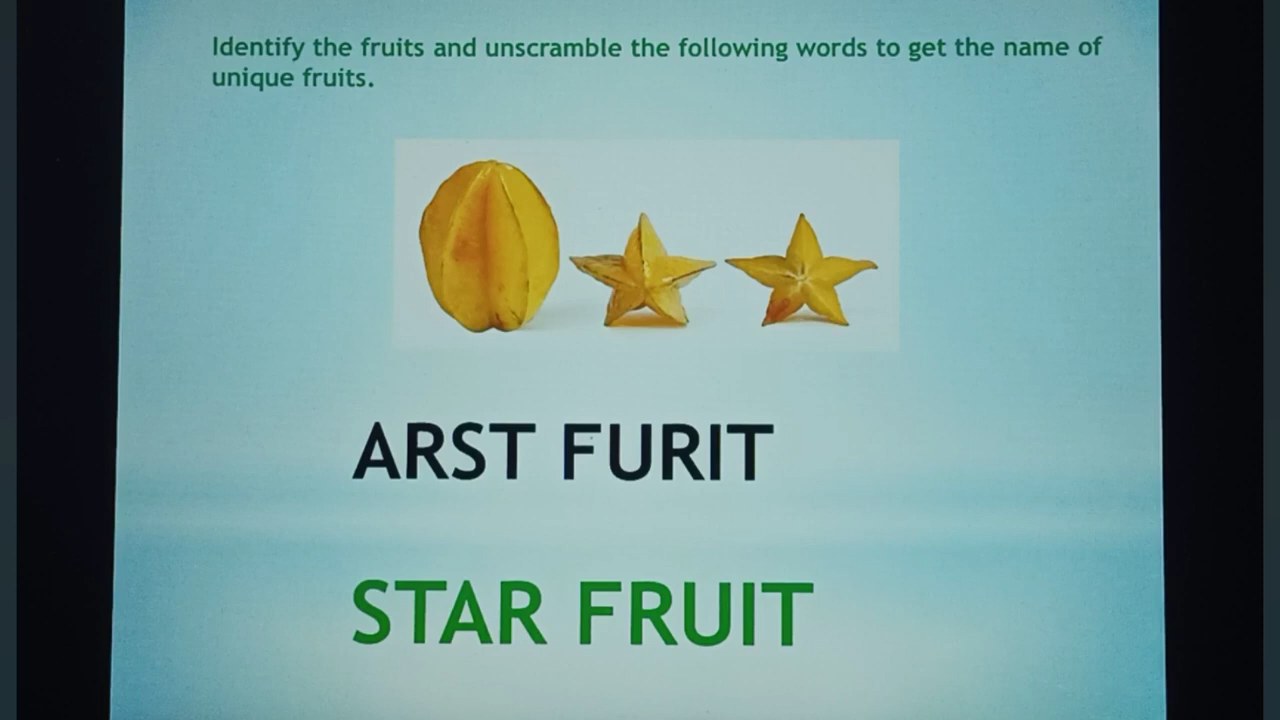 Identify the fruits and unscramble the following words to get the name of
unique fruits.
ARST FURIT
STAR FRUIT